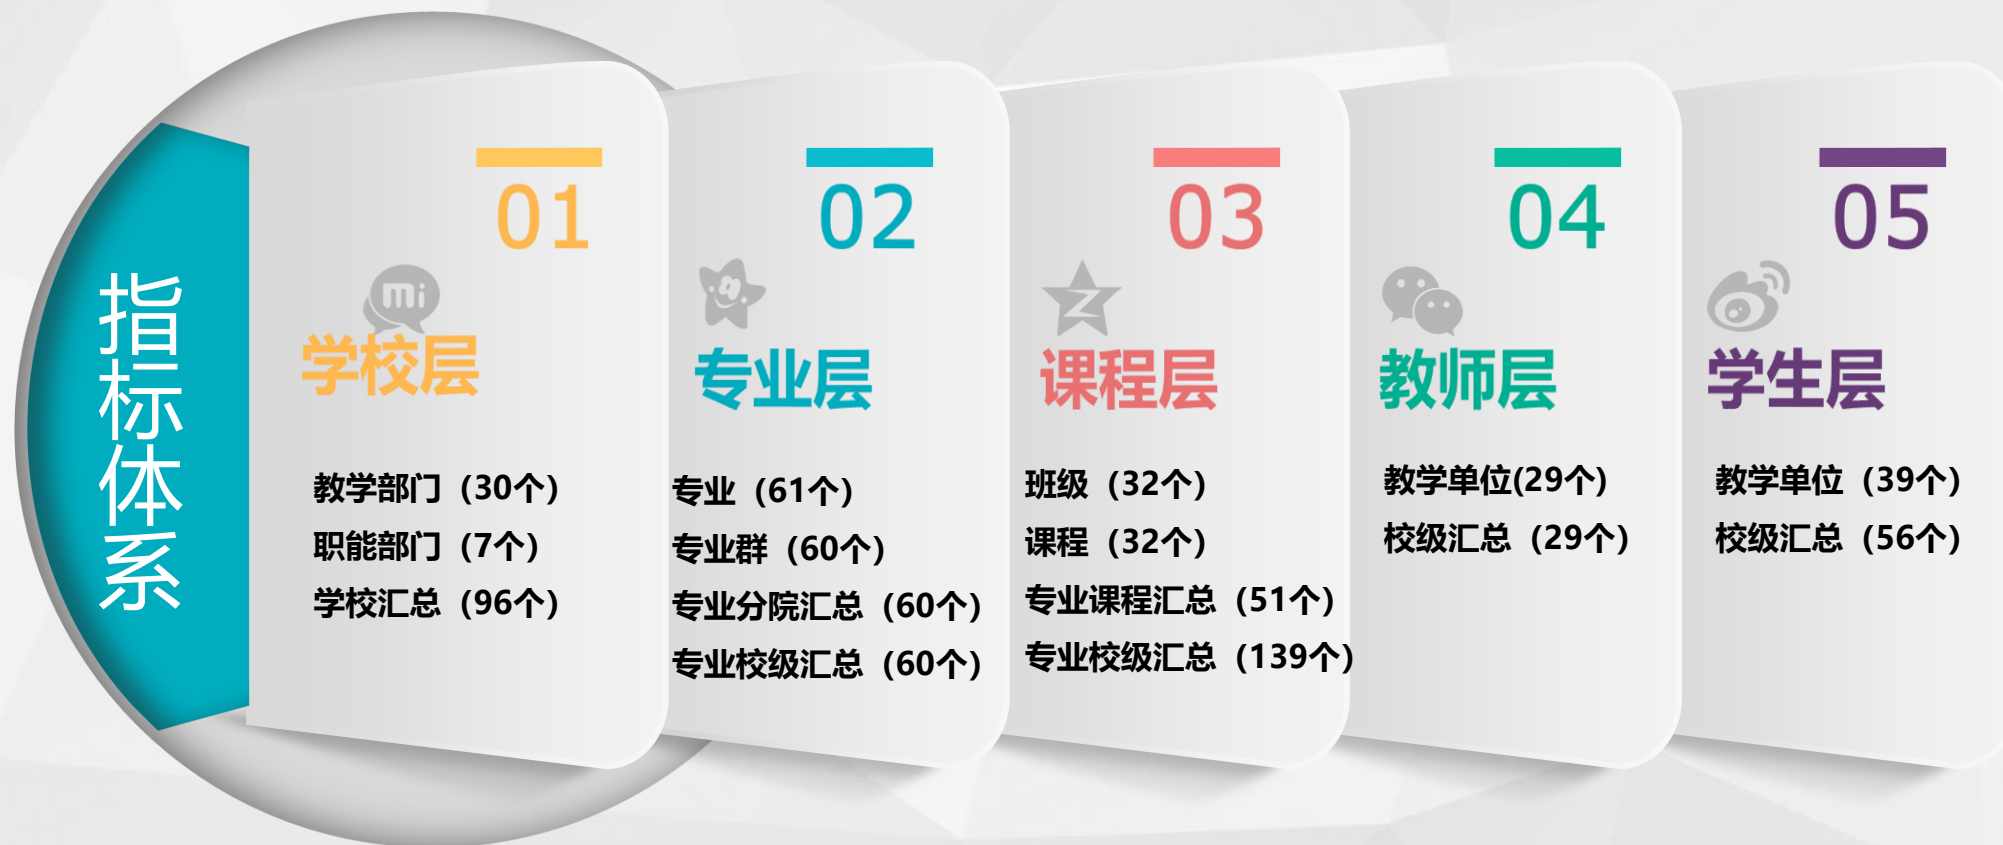 指标体系
01
mi
学校层
教学部门（30个）
职能部门（7个）
学校汇总（96个）
02
专业层
专业（61个）
专业群（60个）
专业分院汇总（60个）
专业校级汇总（60个）
03
课程层
班级（32个）
课程（32个）
专业课程汇总（51个）
专业校级汇总（139个）
04
教师层
教学单位(29个)
校级汇总（29个）
05
学生层
教学单位（39个）
校级汇总（56个）